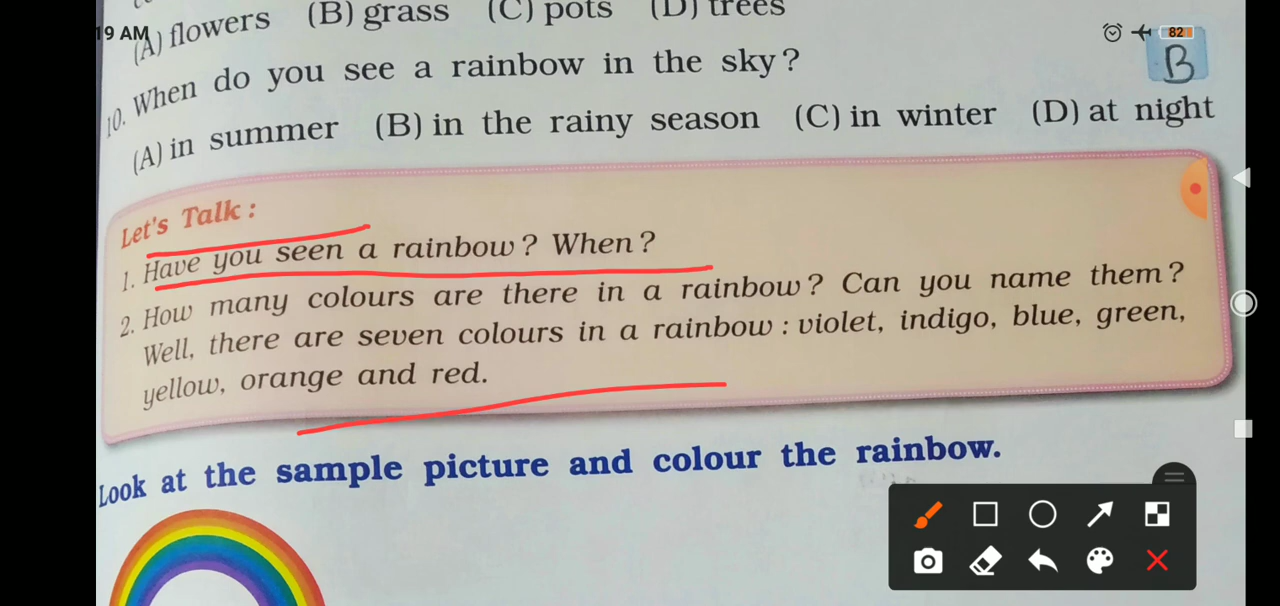 (A) flowers (B) grass (C) pots (D) trees
19 AM
82
B
10. When do you see a rainbow in the sky?
(A) in summer (B) in the rainy season (C) in winter (D) at night
Let's Talk :
1. Have you seen a rainbow? When?
2. How many colours are there in a rainbow? Can you name them?
Well, there are seven colours in a rainbow : violet, indigo, blue, green,
yellow, orange and red.
Look at the sample picture and colour the rainbow.